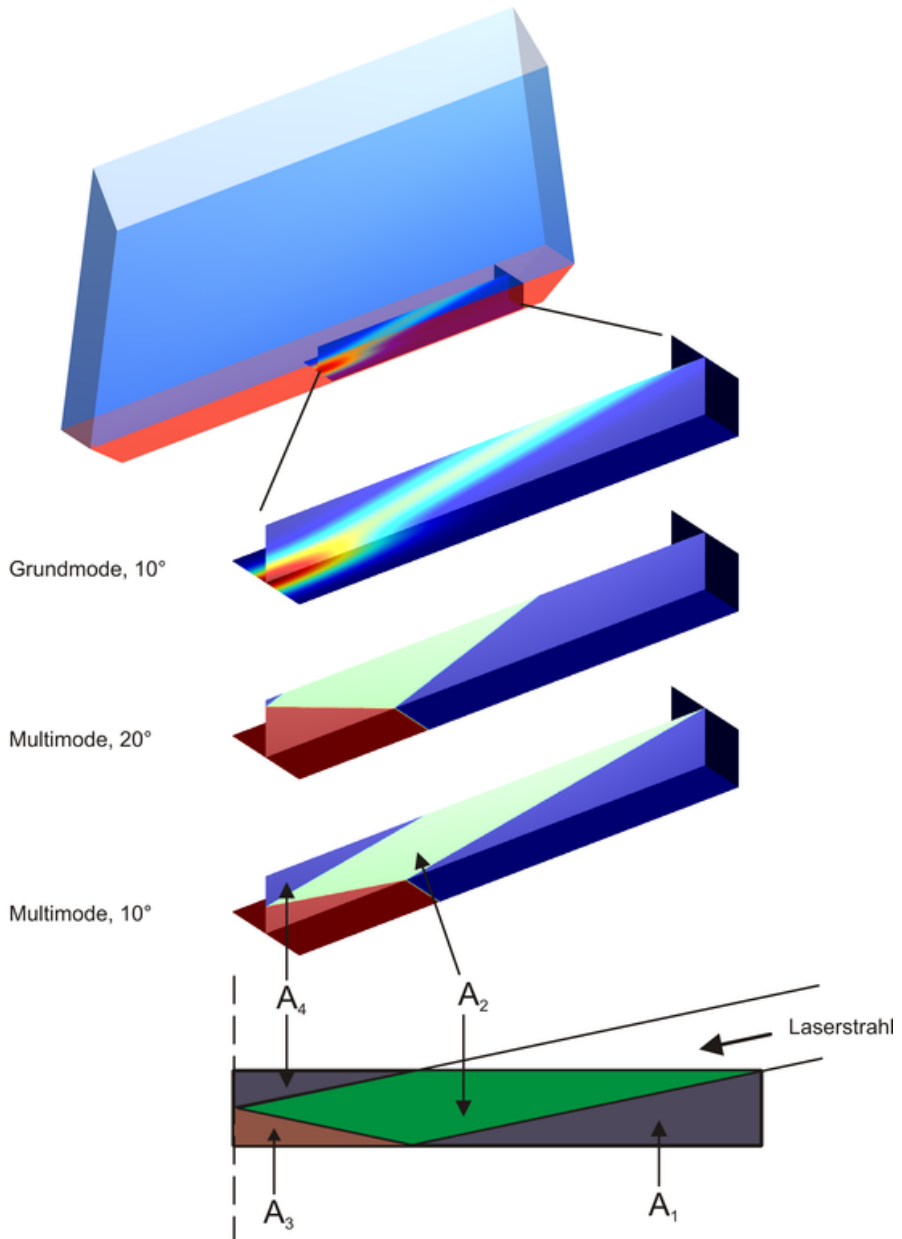 Grundmode, 10°
Multimode, 20°
Multimode, 10°
A₄
A₂
Laserstrahl
A₃
A₁